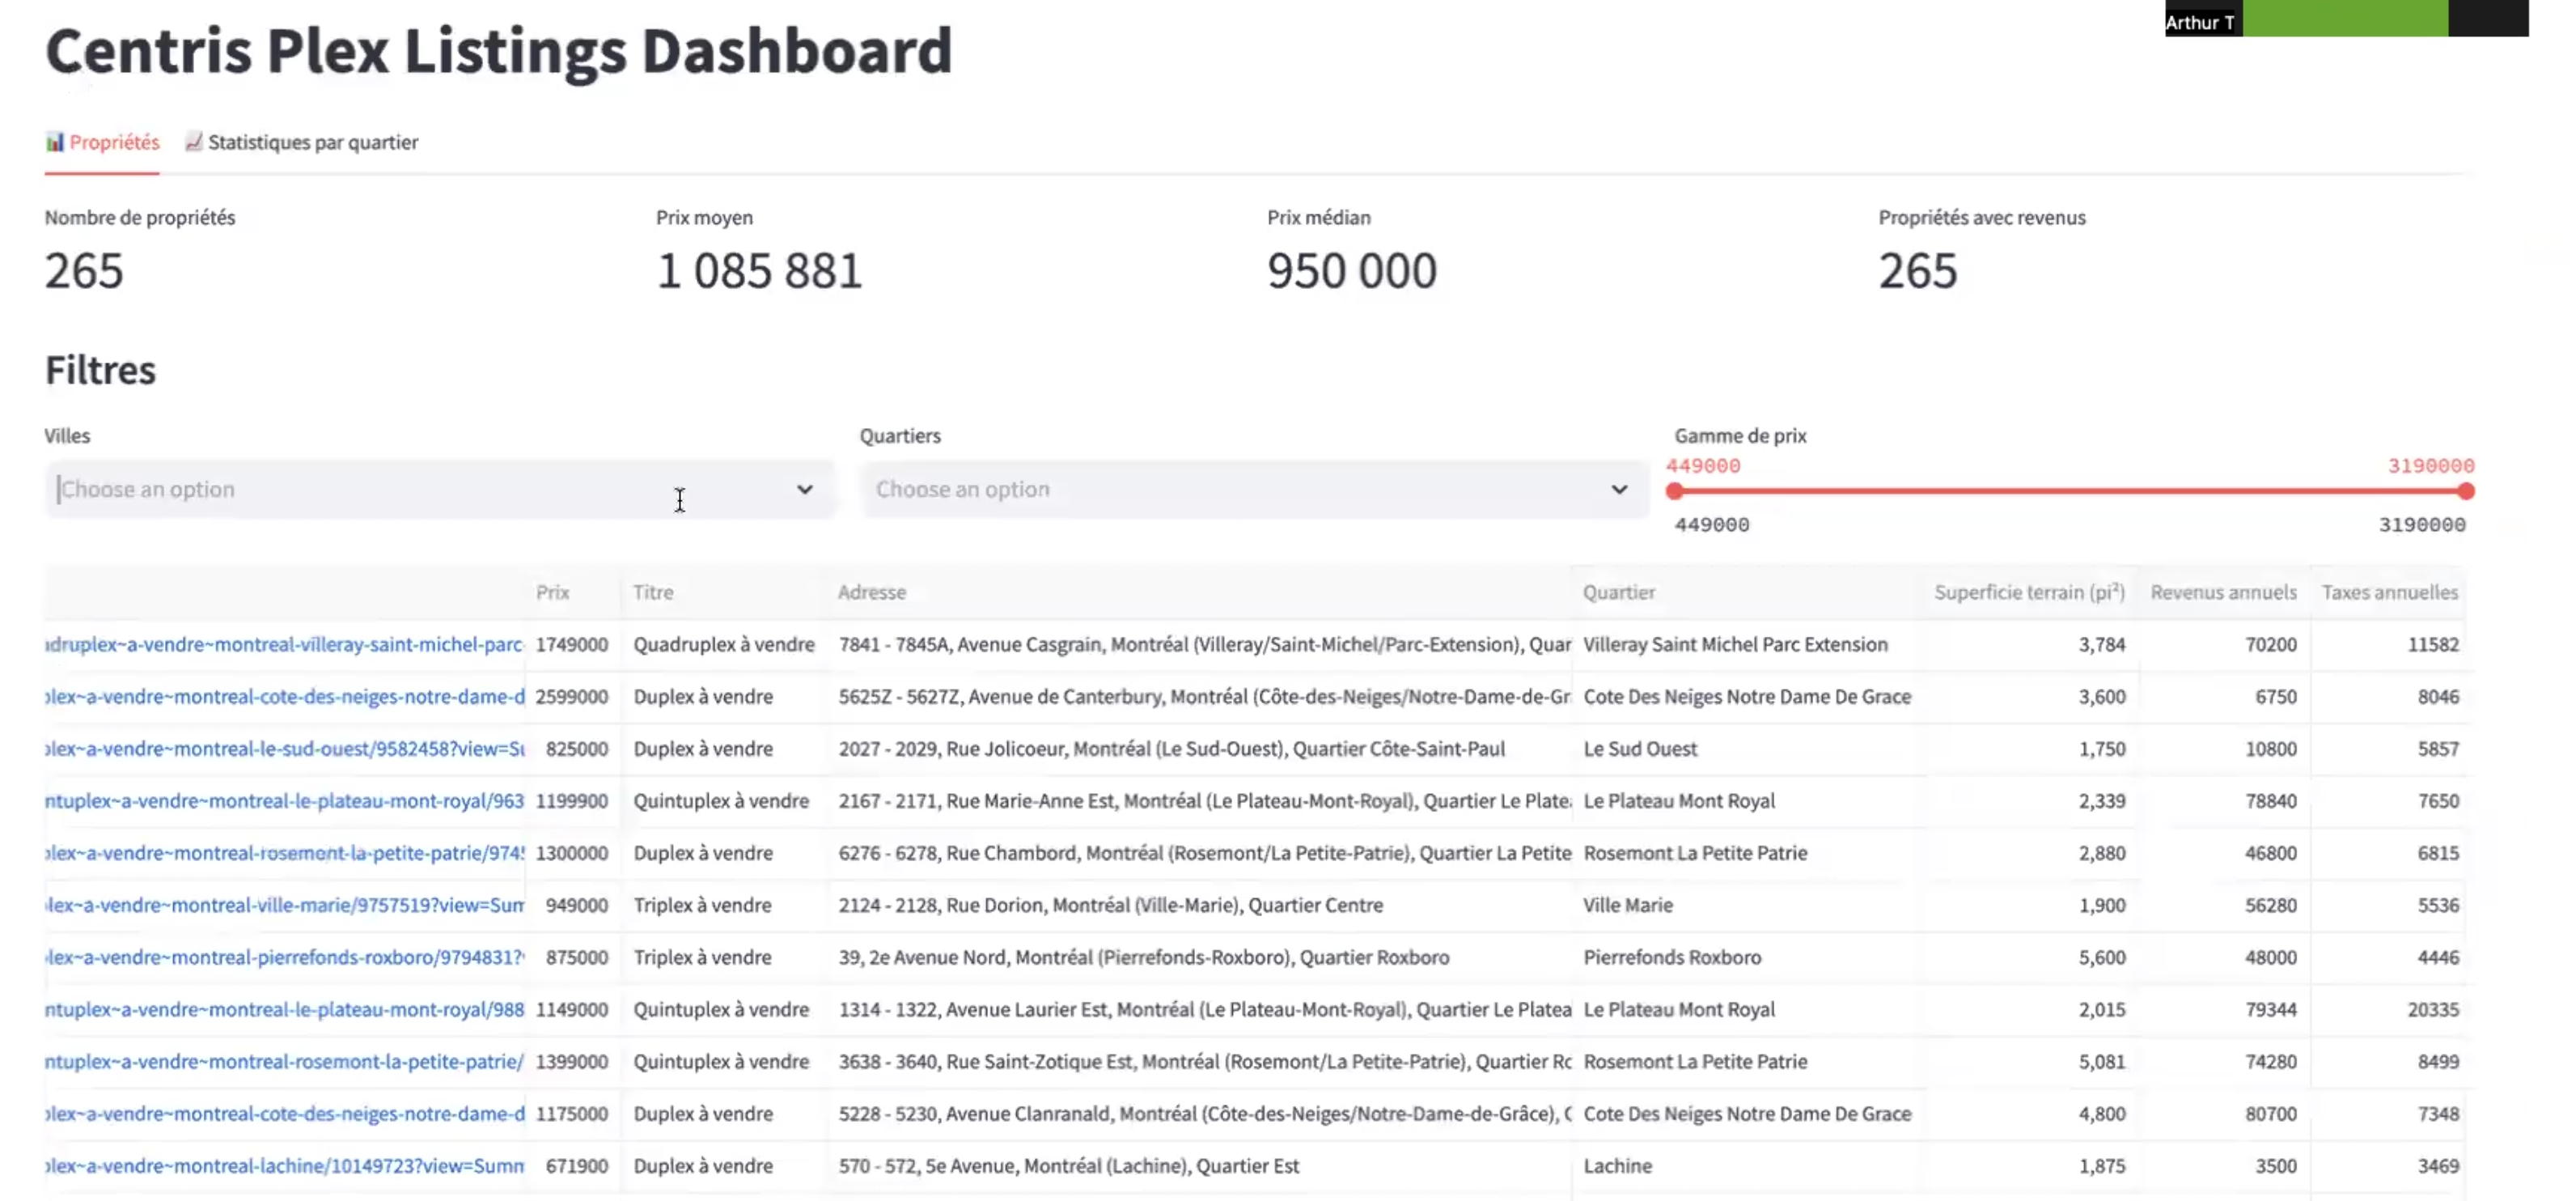 Arthur T
Centris Plex Listings Dashboard
Propriétés Statistiques par quartier
Nombre de propriétés Prix moyen Prix médian Propriétés avec revenus
265 1 085 881 950 000 265
Filtres
Villes Quartiers Gamme de prix
449000 3190000
Choose an option Choose an option
449000 3190000
Prix Titre Adresse Quartier Superficie terrain (pi²) Revenus annuels Taxes annuelles
druplex~a-vendre~montreal-villeray-saint-michel-parc- 1749000 Quadruplex à vendre 7841 - 7845A, Avenue Casgrain, Montréal (Villeray/Saint-Michel/Parc-Extension), Quar Villeray Saint Michel Parc Extension 3,784 70200 11582
lex~a-vendre~montreal-cote-des-neiges-notre-dame-d 2599000 Duplex à vendre 5625Z - 5627Z, Avenue de Canterbury, Montréal (Côte-des-Neiges/Notre-Dame-de-Gr Cote Des Neiges Notre Dame De Grace 3,600 6750 8046
lex~a-vendre~montreal-le-sud-ouest/9582458?view=Su 825000 Duplex à vendre 2027 - 2029, Rue Jolicoeur, Montréal (Le Sud-Ouest), Quartier Côte-Saint-Paul Le Sud Ouest 1,750 10800 5857
ntuplex~a-vendre~montreal-le-plateau-mont-royal/963 1199900 Quintuplex à vendre 2167 - 2171, Rue Marie-Anne Est, Montréal (Le Plateau-Mont-Royal), Quartier Le Platea Le Plateau Mont Royal 2,339 78840 7650
lex~a-vendre~montreal-rosemont-la-petite-patrie/974 1300000 Duplex à vendre 6276 - 6278, Rue Chambord, Montréal (Rosemont/La Petite-Patrie), Quartier La Petite Rosemont La Petite Patrie 2,880 46800 6815
lex~a-vendre~montreal-ville-marie/9757519?view=Sum 949000 Triplex à vendre 2124 - 2128, Rue Dorion, Montréal (Ville-Marie), Quartier Centre Ville Marie 1,900 56280 5536
lex~a-vendre~montreal-pierrefonds-roxboro/9794831? 875000 Triplex à vendre 39, 2e Avenue Nord, Montréal (Pierrefonds-Roxboro), Quartier Roxboro Pierrefonds Roxboro 5,600 48000 4446
ntuplex~a-vendre~montreal-le-plateau-mont-royal/988 1149000 Quintuplex à vendre 1314 - 1322, Avenue Laurier Est, Montréal (Le Plateau-Mont-Royal), Quartier Le Platea Le Plateau Mont Royal 2,015 79344 20335
ntuplex~a-vendre~montreal-rosemont-la-petite-patrie/ 1399000 Quintuplex à vendre 3638 - 3640, Rue Saint-Zotique Est, Montréal (Rosemont/La Petite-Patrie), Quartier Ro Rosemont La Petite Patrie 5,081 74280 8499
lex~a-vendre~montreal-cote-des-neiges-notre-dame-d 1175000 Duplex à vendre 5228 - 5230, Avenue Clanranald, Montréal (Côte-des-Neiges/Notre-Dame-de-Grâce), Cote Des Neiges Notre Dame De Grace 4,800 80700 7348
lex~a-vendre~montreal-lachine/10149723?view=Summ 671900 Duplex à vendre 570 - 572, 5e Avenue, Montréal (Lachine), Quartier Est Lachine 1,875 3500 3469